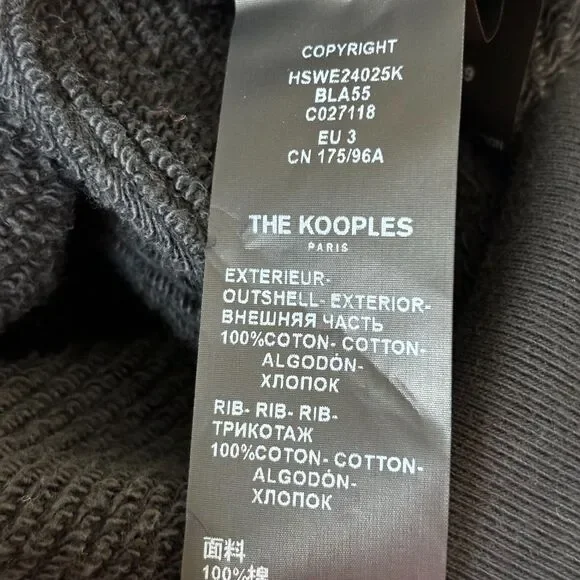 COPYRIGHT
HSWE24025K
BLA55
C027118
EU 3
CN 175/96A
THE KOOPLES
PARIS
EXTERIEUR-
OUTSHELL- EXTERIOR-
ВНЕШНЯЯ ЧАСТЬ
100%COTON- COTTON-
ALGODÓN-
ХЛОПОК
RIB- RIB- RIB-
ТРИКОТАЖ
100%COTON- COTTON-
ALGODÓN-
ХЛОПОК
面料
100%棉